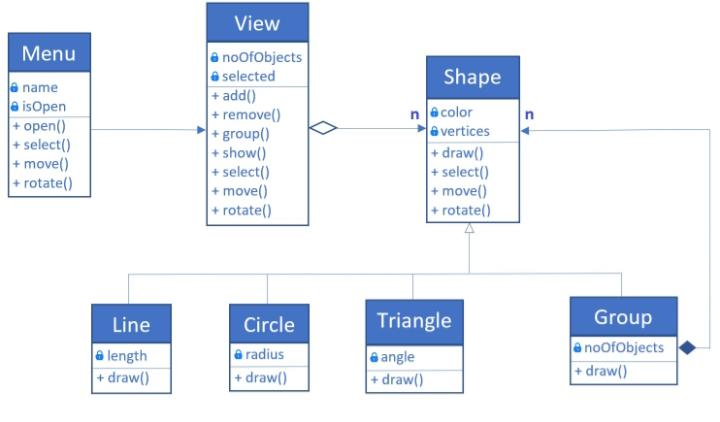 Menu
name
isOpen
+ open()
+ select()
+ move()
+ rotate()
View
noOfObjects
selected
+ add()
+ remove()
+ group()
+ show()
+ select()
+ move()
+ rotate()
n
Shape
color
vertices
+ draw()
+ select()
+ move()
+ rotate()
n
Line
length
+ draw()
Circle
radius
+ draw()
Triangle
angle
+ draw()
Group
noOfObjects
+ draw()